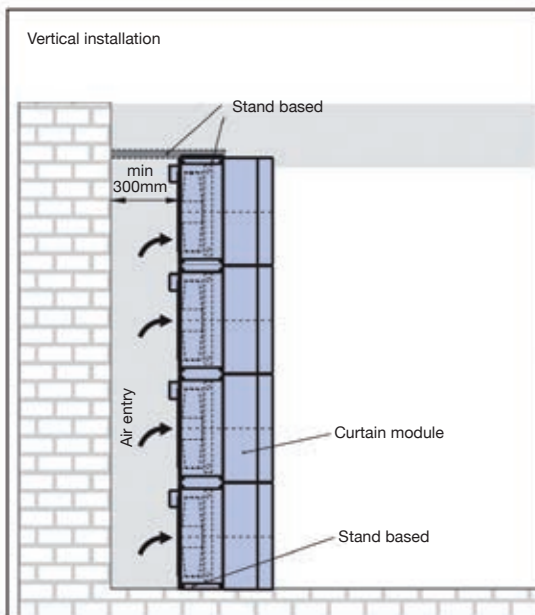 Vertical installation
Stand based
min
300mm
Air entry
Curtain module
Stand based